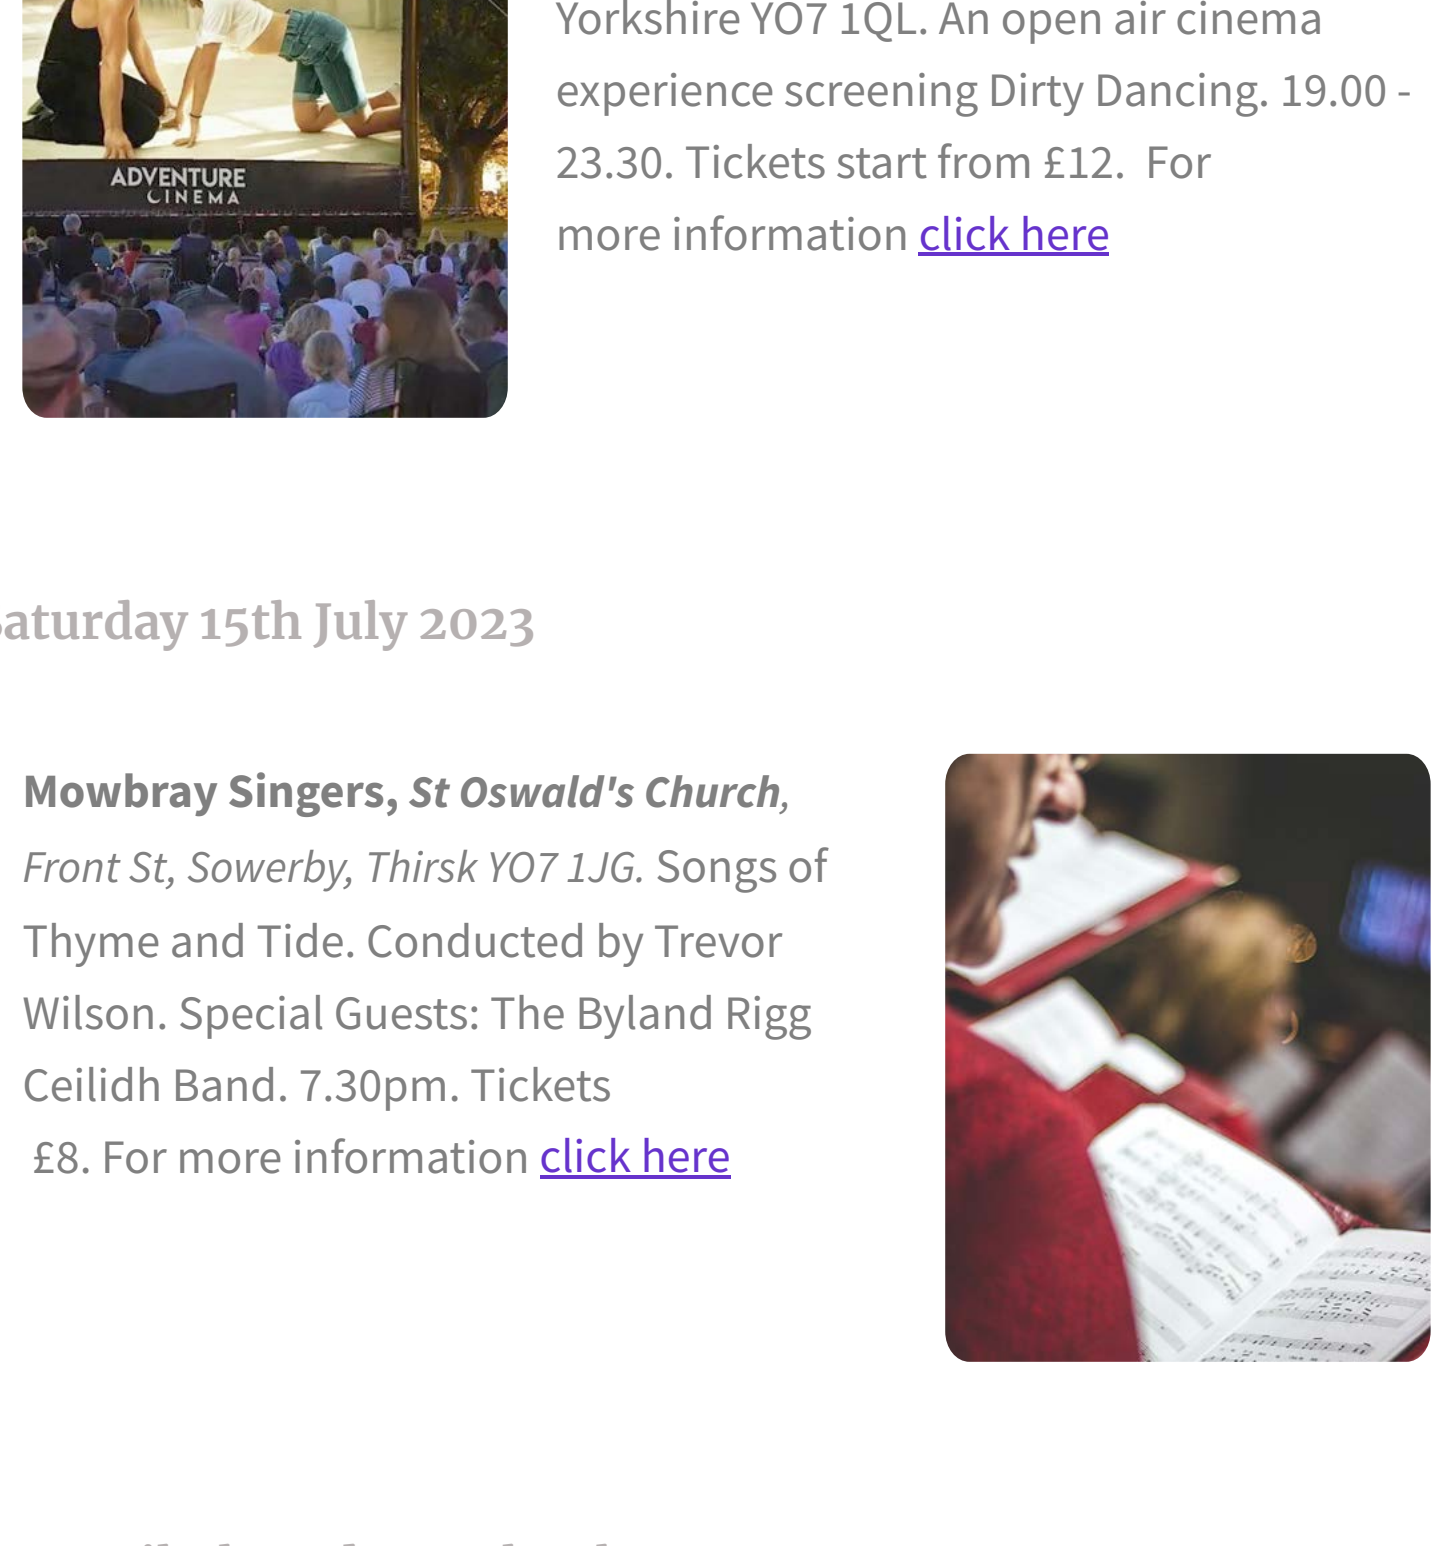 Yorkshire YO7 1QL. An open air cinema
experience screening Dirty Dancing. 19.00 -
23.30. Tickets start from £12. For
more information click here
ADVENTURE
CINEMA
Saturday 15th July 2023
Mowbray Singers, St Oswald's Church,
Front St, Sowerby, Thirsk YO7 1JG. Songs of
Thyme and Tide. Conducted by Trevor
Wilson. Special Guests: The Byland Rigg
Ceilidh Band. 7.30pm. Tickets
£8. For more information click here